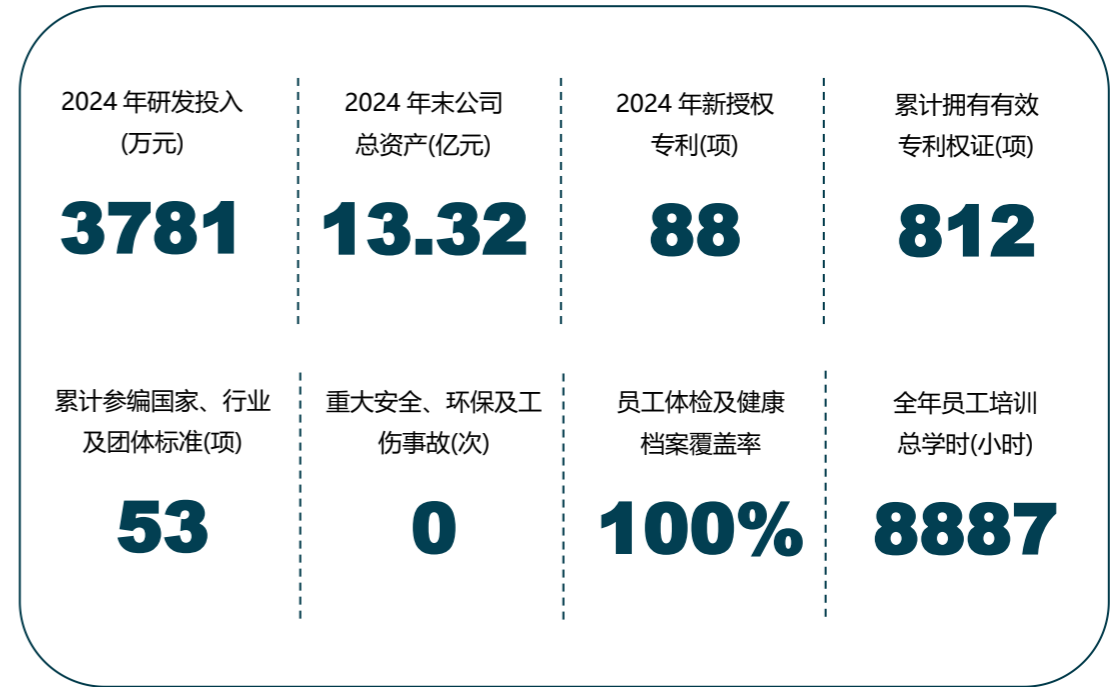 2024 年研发投入
(万元)
3781
2024 年末公司
总资产(亿元)
13.32
2024 年新授权
专利(项)
88
累计拥有有效
专利权证(项)
812
累计参编国家、行业
及团体标准(项)
53
重大安全、环保及工
伤事故(次)
0
员工体检及健康
档案覆盖率
100%
全年员工培训
总学时(小时)
8887